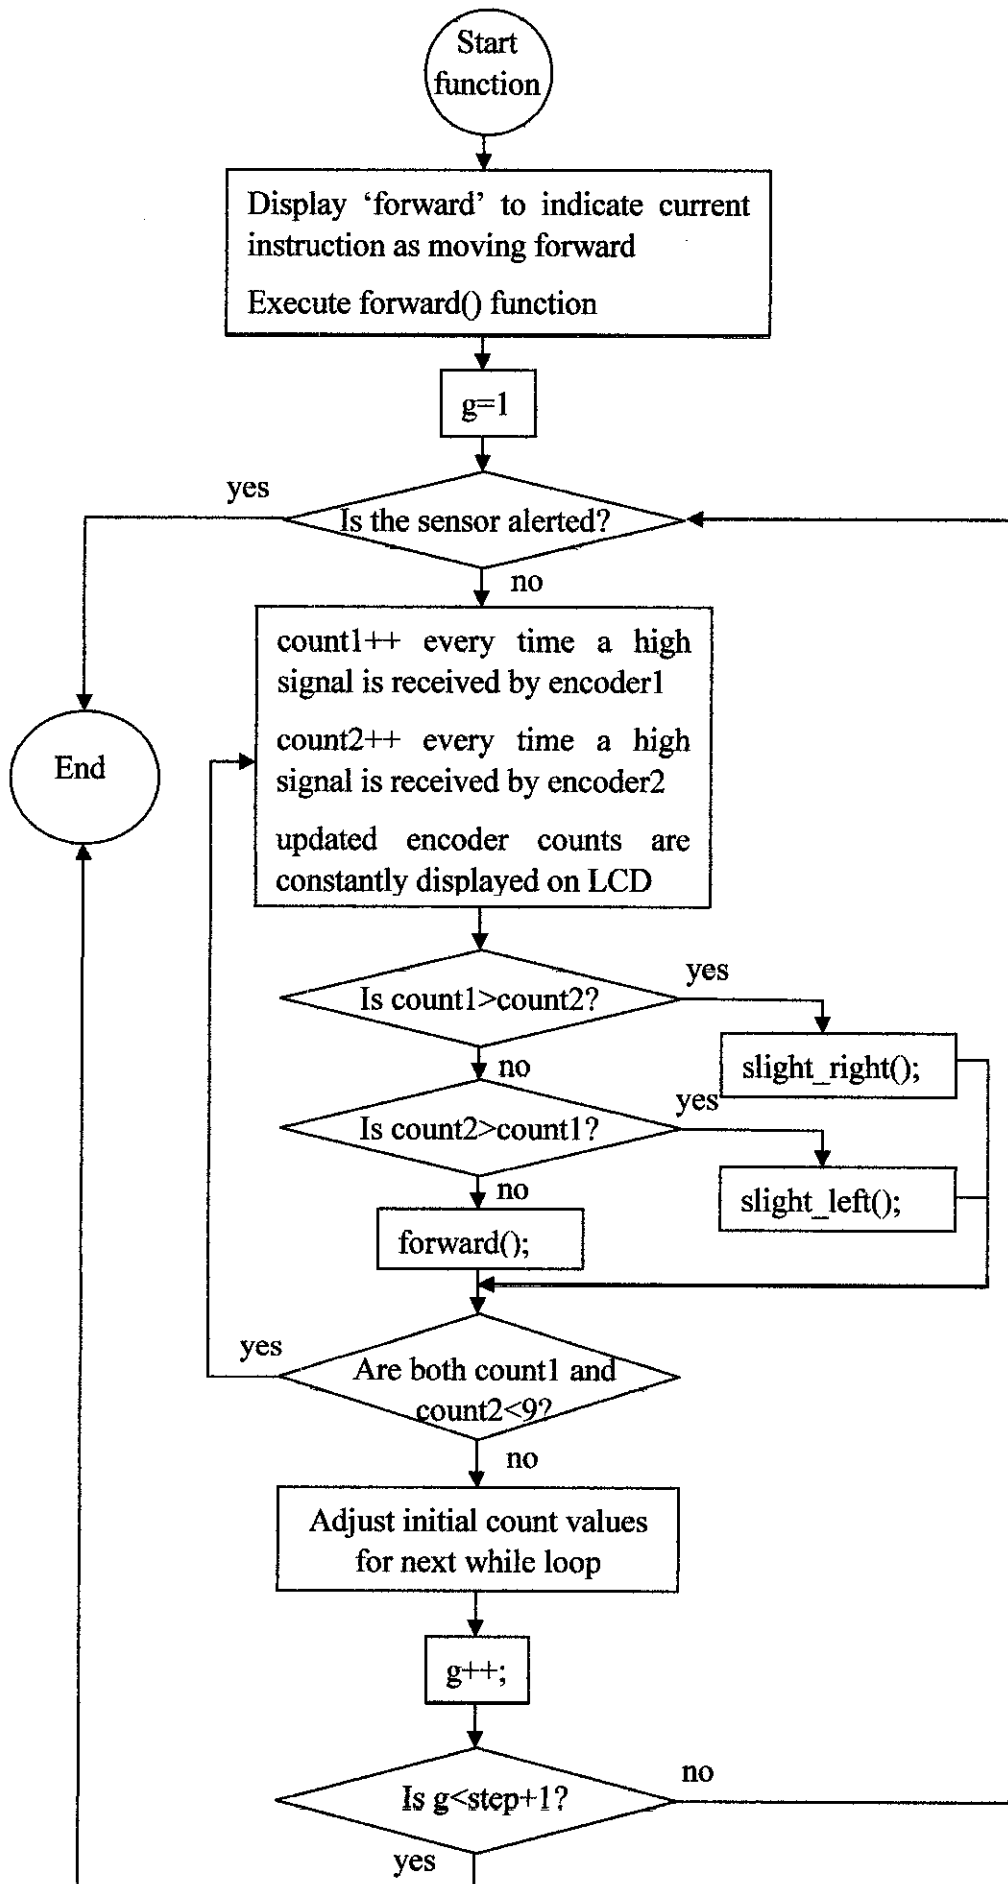 Start
function
Display ‘forward’ to indicate current
instruction as moving forward
Execute forward() function
g=1
yes
Is the sensor alerted?
no
count1++ every time a high
signal is received by encoder1
count2++ every time a high
signal is received by encoder2
updated encoder counts are
constantly displayed on LCD
End
Is count1>count2?
yes
slight_right();
no
Is count2>count1?
yes
slight_left();
no
forward();
yes
Are both count1 and
count2<9?
no
Adjust initial count values
for next while loop
g++;
Is g<step+1?
no
yes